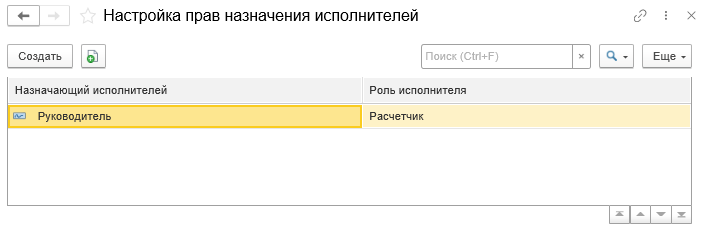 Настройка прав назначения исполнителей
Создать
Поиск (Ctrl+F)
×
Еще
Назначающий исполнителей
Роль исполнителя
Руководитель
Расчетчик